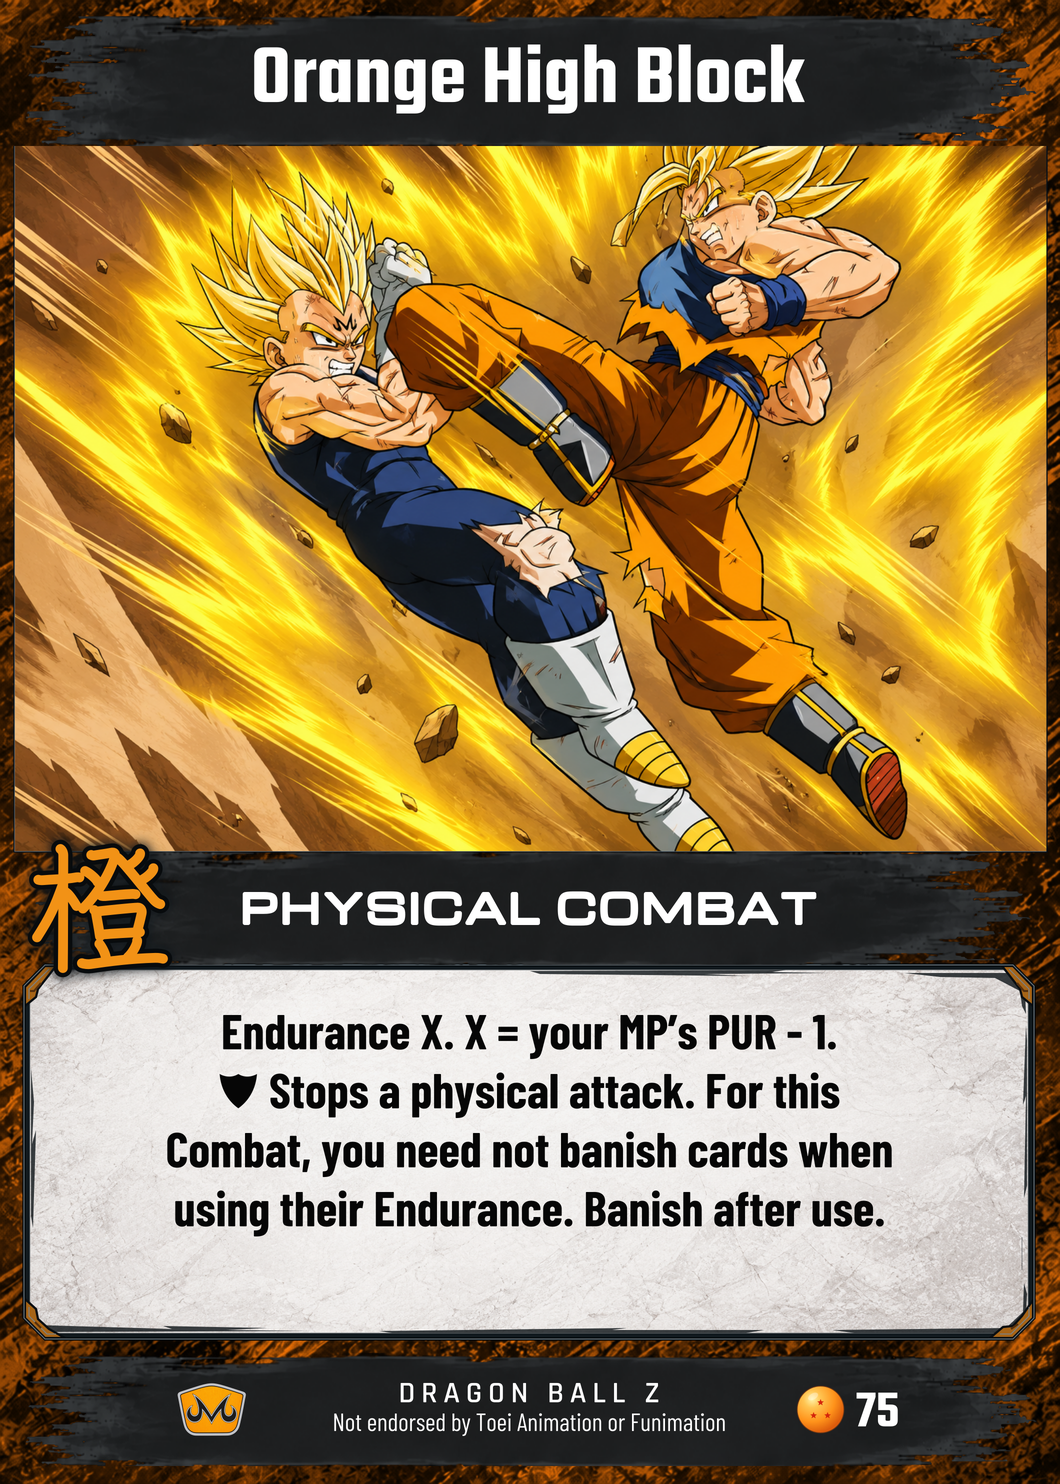 Orange High Block
橙
PHYSICAL COMBAT
Endurance X. X = your MP’s PUR - 1.
Stops a physical attack. For this
Combat, you need not banish cards when
using their Endurance. Banish after use.
DRAGON BALL Z
Not endorsed by Toei Animation or Funimation
75